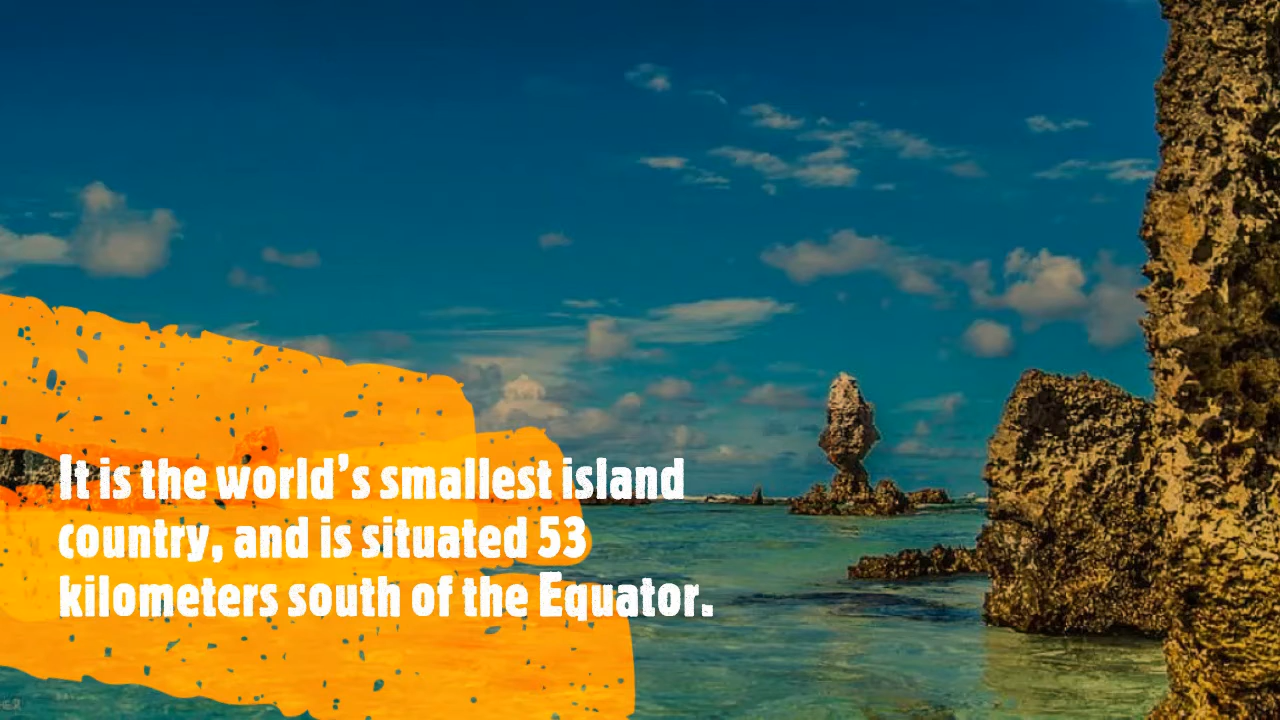 It is the world’s smallest island
country, and is situated 53
kilometers south of the Equator.